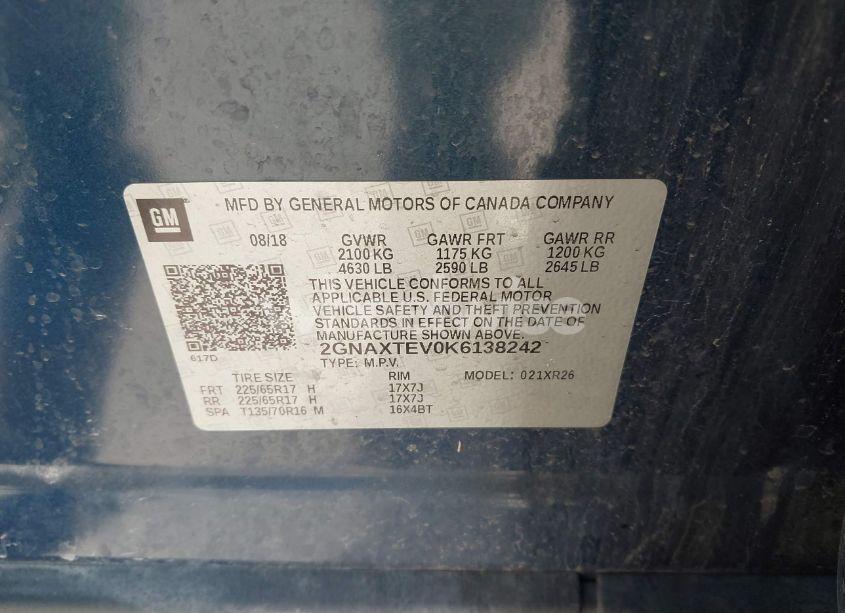 GM
MFD BY GENERAL MOTORS OF CANADA COMPANY
08/18 GVWR GAWR FRT GAWR RR
2100 KG 1175 KG 1200 KG
4630 LB 2590 LB 2645 LB
THIS VEHICLE CONFORMS TO ALL
APPLICABLE U.S. FEDERAL MOTOR
VEHICLE SAFETY AND THEFT PREVENTION
STANDARDS IN EFFECT ON THE DATE OF
MANUFACTURE SHOWN ABOVE.
617D
2GNAXTEV0K6138242
TYPE: M.P.V.
TIRE SIZE RIM MODEL: 021XR26
FRT 225/65R17 H 17X7J
RR 225/65R17 H 17X7J
SPA T135/70R16 M 16X4BT